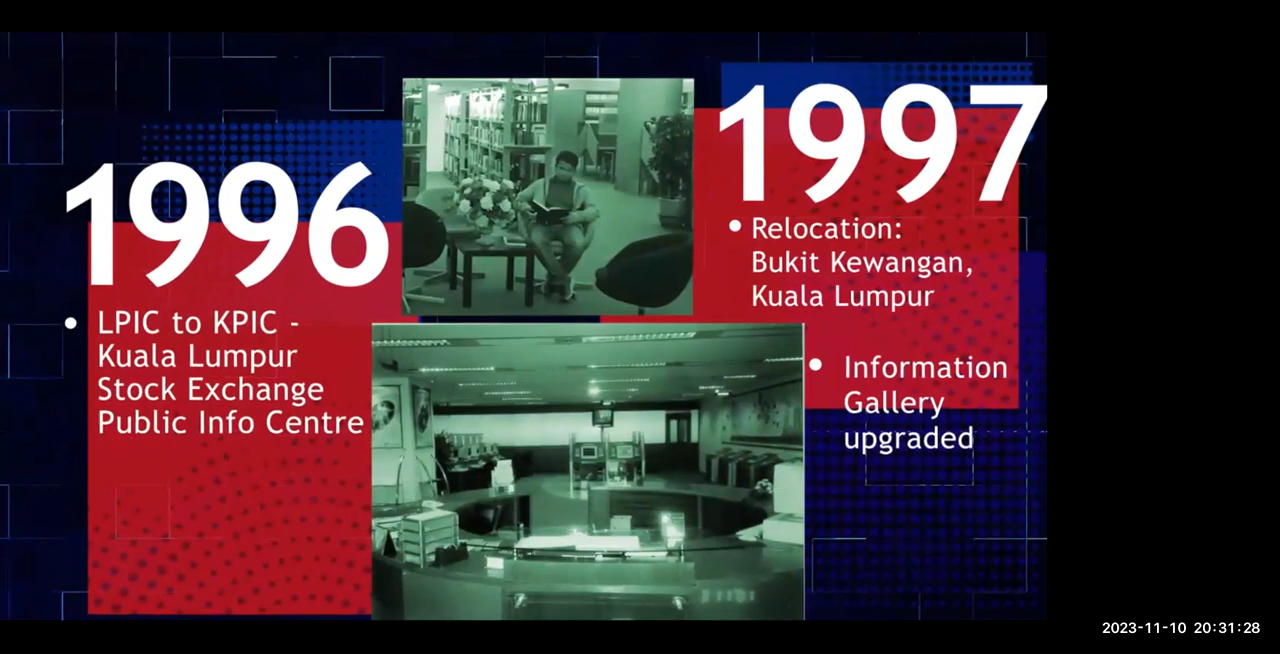 1996
• LPIC to KPIC -
Kuala Lumpur
Stock Exchange
Public Info Centre
1997
• Relocation:
Bukit Kewangan,
Kuala Lumpur
• Information
Gallery
upgraded
2023-11-10 20:31:28